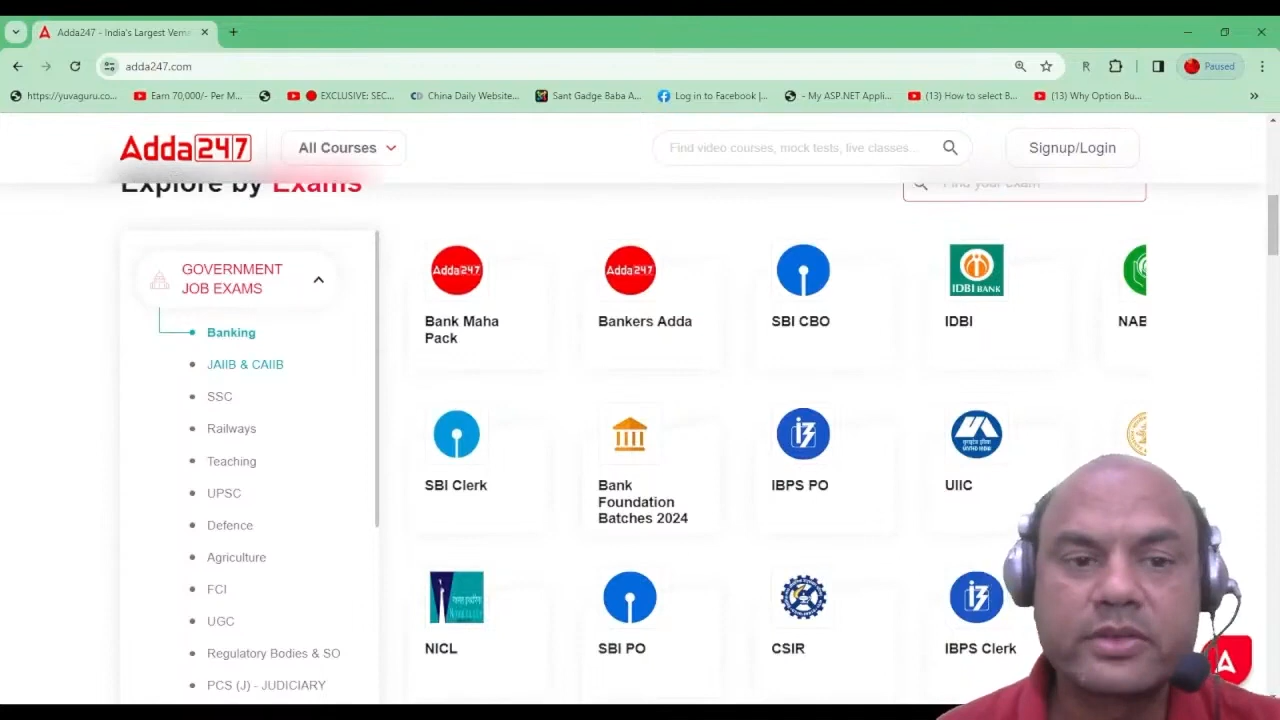 Adda247 - India's Largest Verna
adda247.com
Paused
https://yuvaguru.co...
Earn 70,000/- Per M...
EXCLUSIVE: SEC...
China Daily Website...
Sant Gadge Baba A...
Log in to Facebook |...
- My ASP.NET Appli...
(13) How to select B...
(13) Why Option Bu...
Adda247
All Courses
Find video courses, mock tests, live classes...
Signup/Login
Explore by Exams
Find your exam
GOVERNMENT
JOB EXAMS
Banking
JAIIB & CAIIB
SSC
Railways
Teaching
UPSC
Defence
Agriculture
FCI
UGC
Regulatory Bodies & SO
PCS (J) - JUDICIARY
Adda247
Bank Maha
Pack
Adda247
Bankers Adda
SBI CBO
IDBI BANK
IDBI
NAB
SBI Clerk
Bank
Foundation
Batches 2024
IBPS PO
UIIC
NICL
SBI PO
CSIR
IBPS Clerk